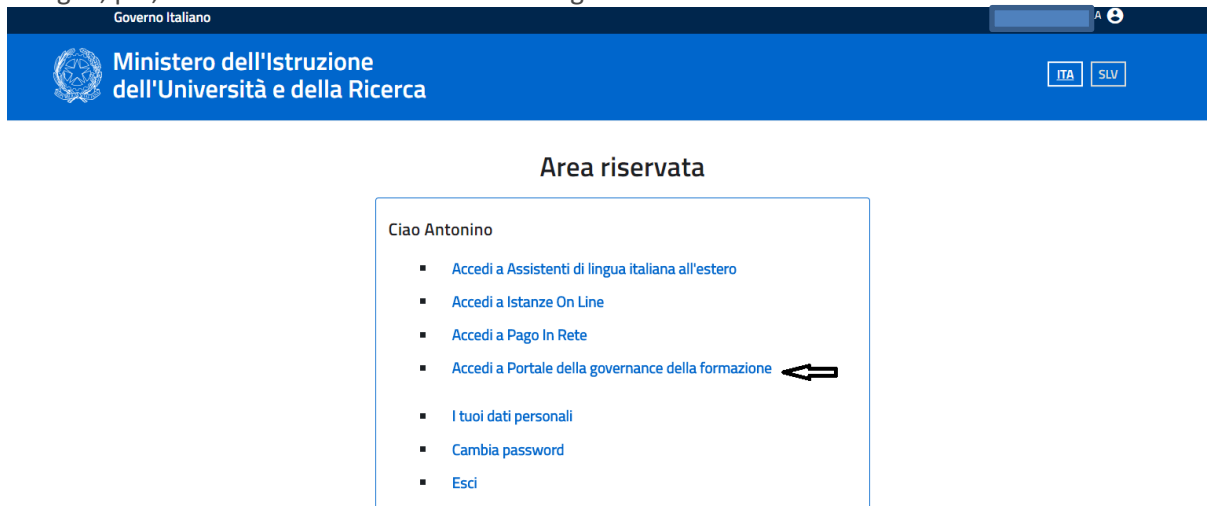 Governo Italiano
A
Ministero dell'Istruzione
dell'Università e della Ricerca
ITA SLV
Area riservata
Ciao Antonino
Accedi a Assistenti di lingua italiana all'estero
Accedi a Istanze On Line
Accedi a Pago In Rete
Accedi a Portale della governance della formazione
I tuoi dati personali
Cambia password
Esci